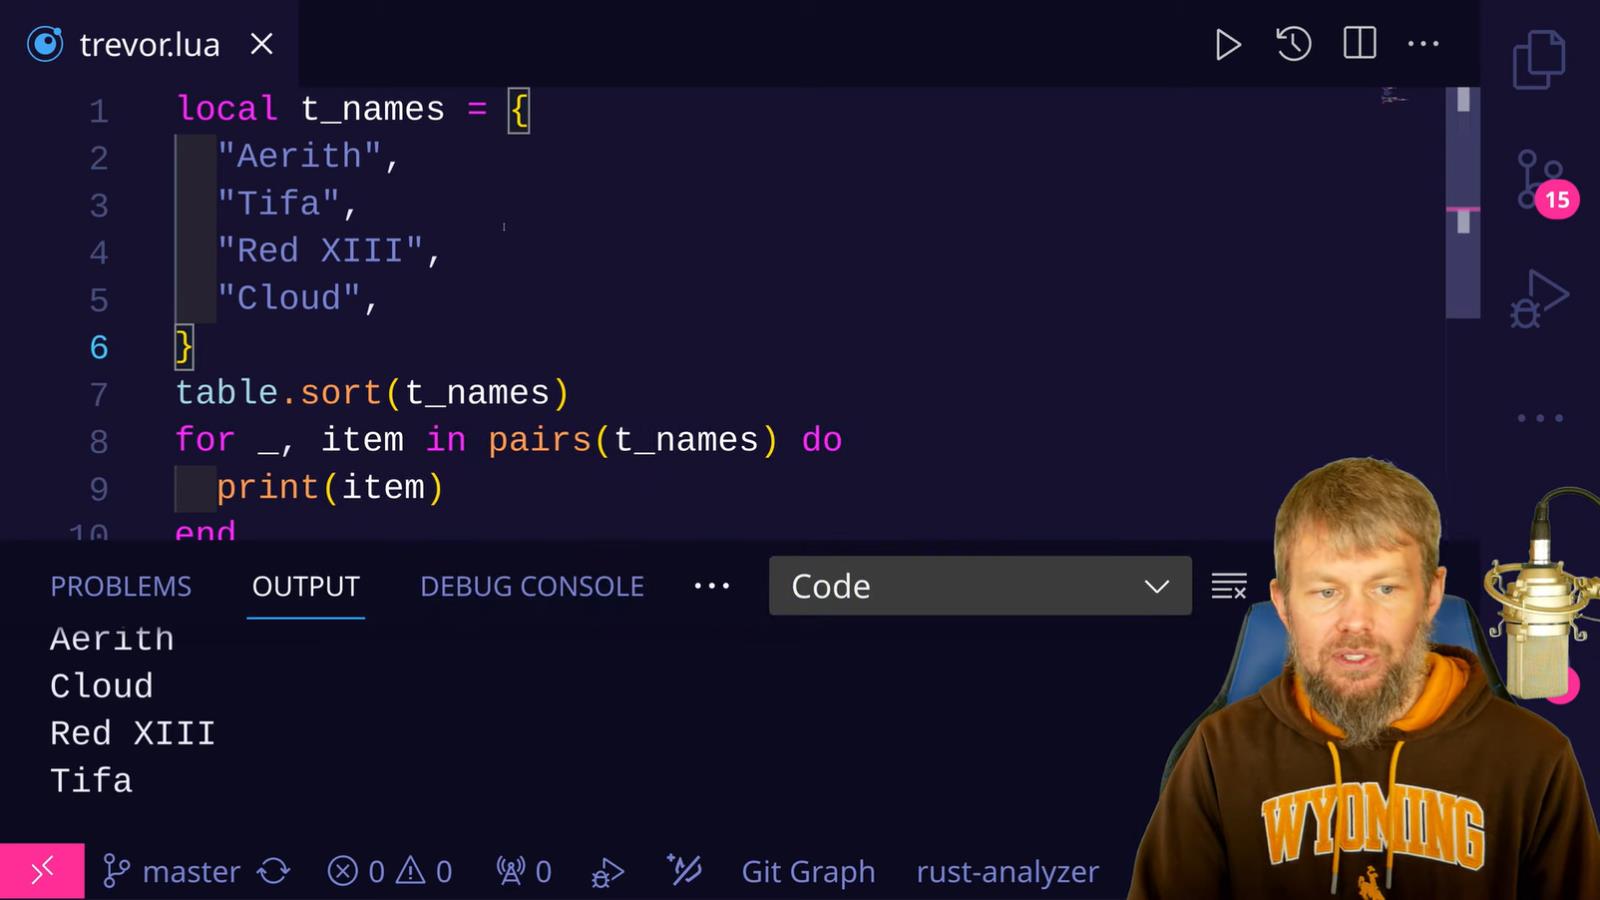 trevor.lua
1 local t_names = {
2 "Aerith",
3 "Tifa",
4 "Red XIII",
5 "Cloud",
6 }
7 table.sort(t_names)
8 for _, item in pairs(t_names) do
9 print(item)
10 end
15
PROBLEMS OUTPUT DEBUG CONSOLE ... Code
Aerith
Cloud
Red XIII
Tifa
WYOMING
master 0 0 0 Git Graph rust-analyzer